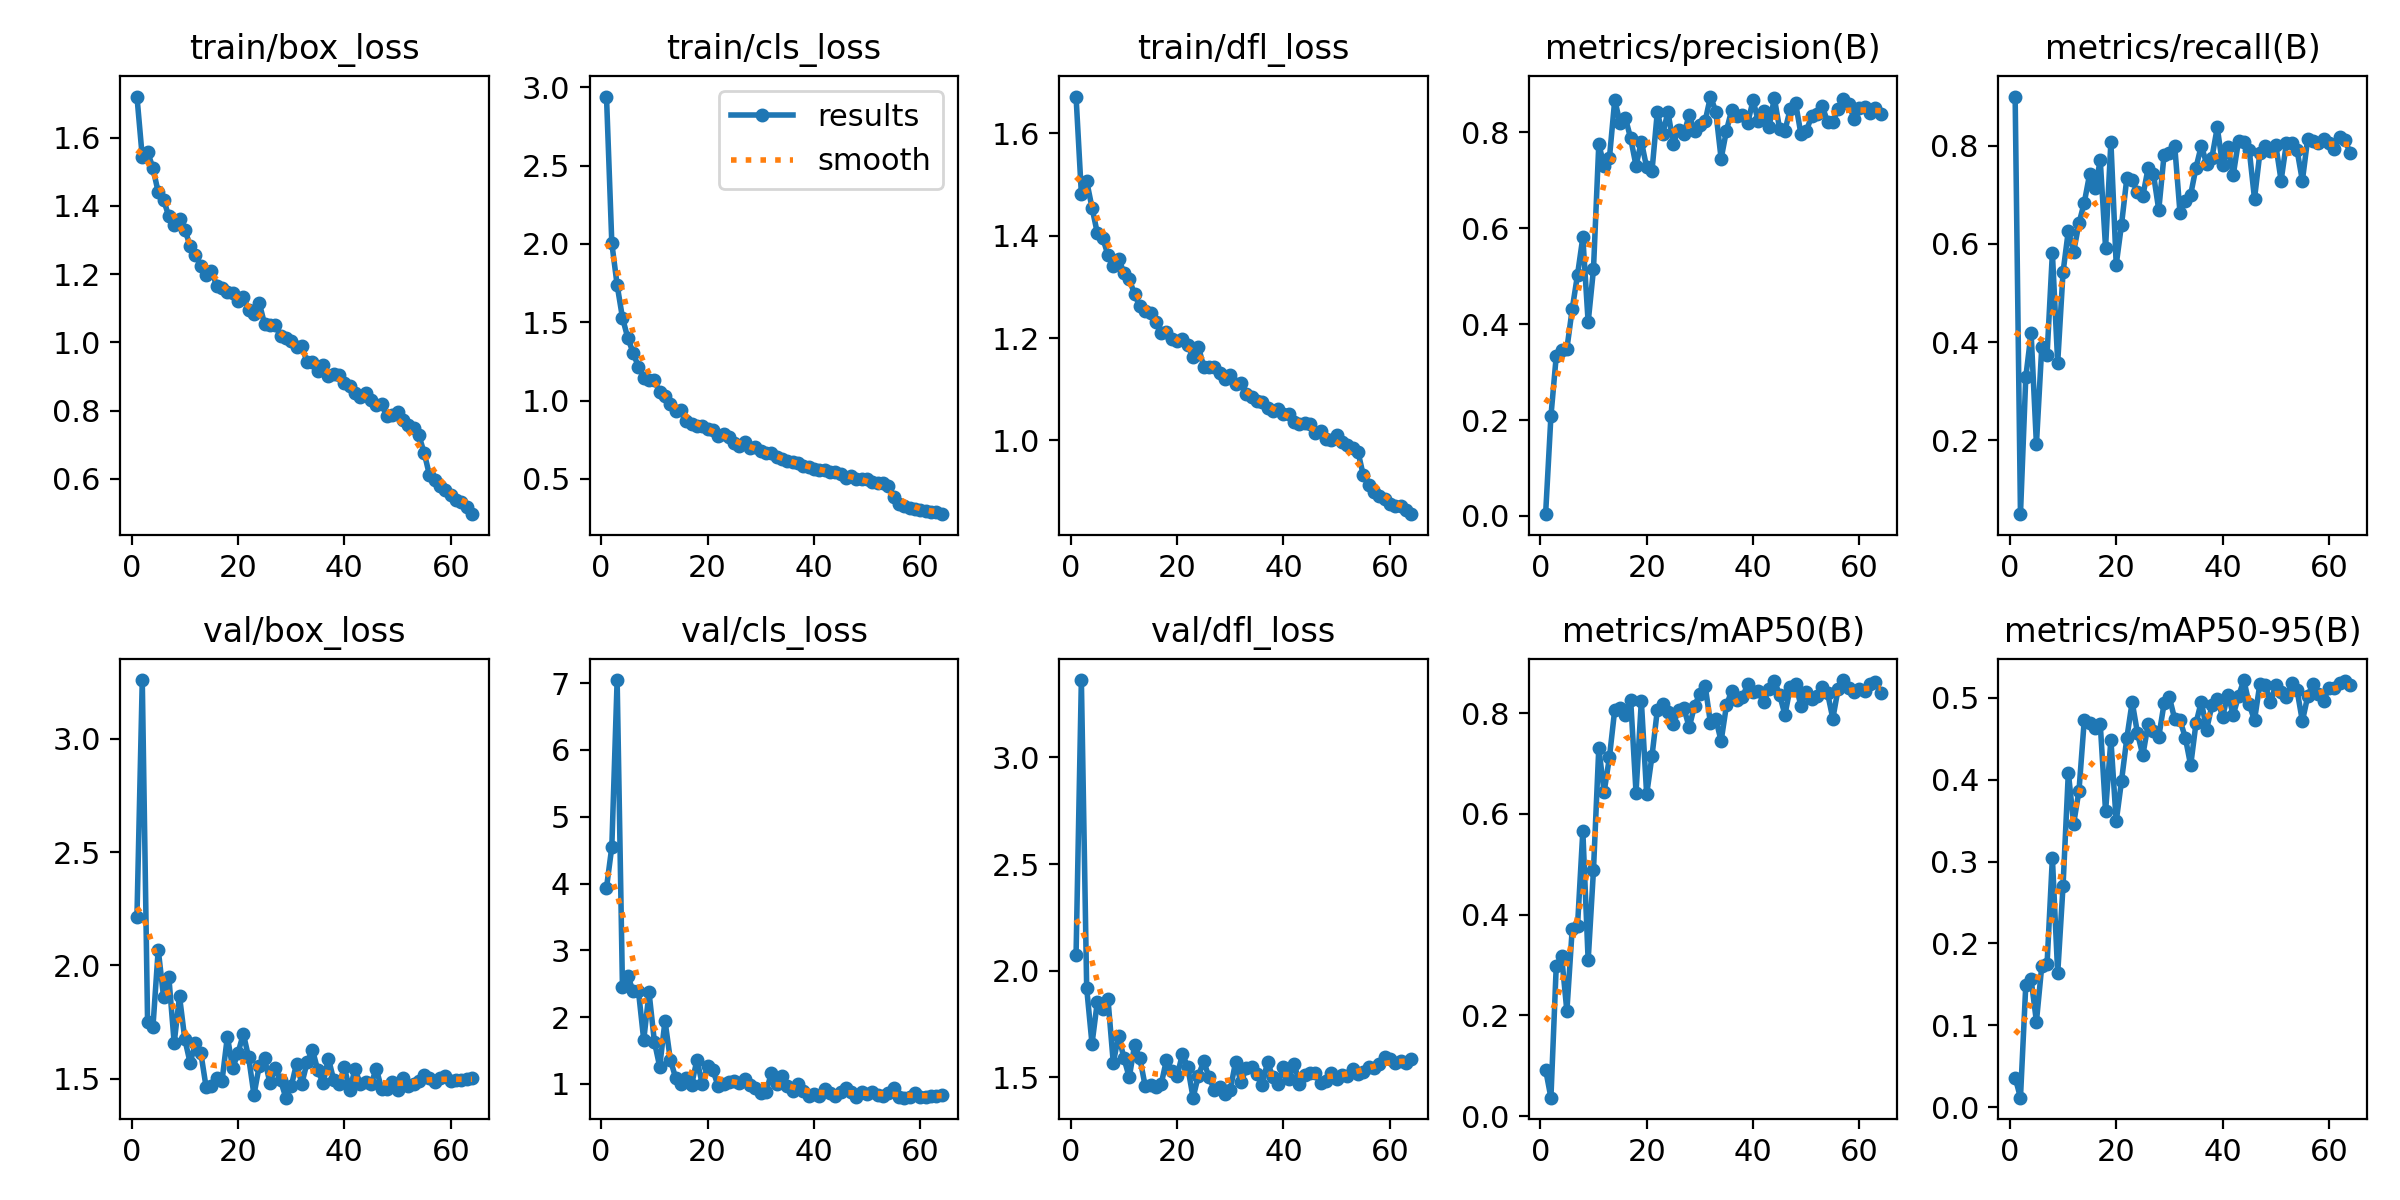 train/box_loss
1.6
1.4
1.2
1.0
0.8
0.6
0 20 40 60
train/cls_loss
results
smooth
3.0
2.5
2.0
1.5
1.0
0.5
0 20 40 60
train/dfl_loss
1.6
1.4
1.2
1.0
0 20 40 60
metrics/precision(B)
0.8
0.6
0.4
0.2
0.0
0 20 40 60
metrics/recall(B)
0.8
0.6
0.4
0.2
0 20 40 60
val/box_loss
3.0
2.5
2.0
1.5
0 20 40 60
val/cls_loss
7
6
5
4
3
2
1
0 20 40 60
val/dfl_loss
3.0
2.5
2.0
1.5
0 20 40 60
metrics/mAP50(B)
0.8
0.6
0.4
0.2
0.0
0 20 40 60
metrics/mAP50-95(B)
0.5
0.4
0.3
0.2
0.1
0.0
0 20 40 60